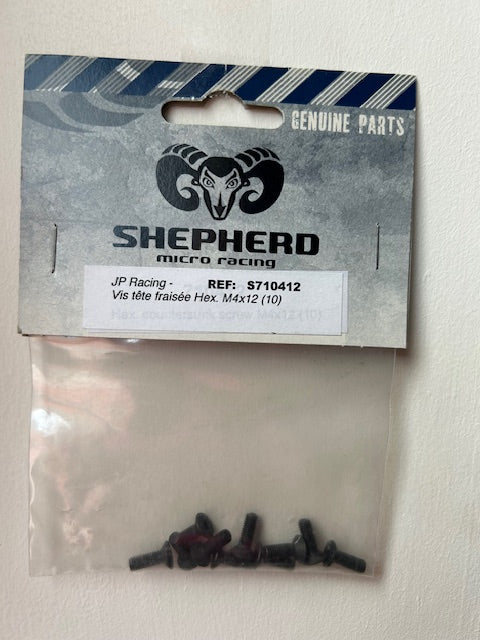 GENUINE PARTS
SHEPHERD
micro racing
JP Racing - REF: S710412
Vis tête fraisée Hex. M4x12 (10)
Hex. countersunk screw M4x12 (10)